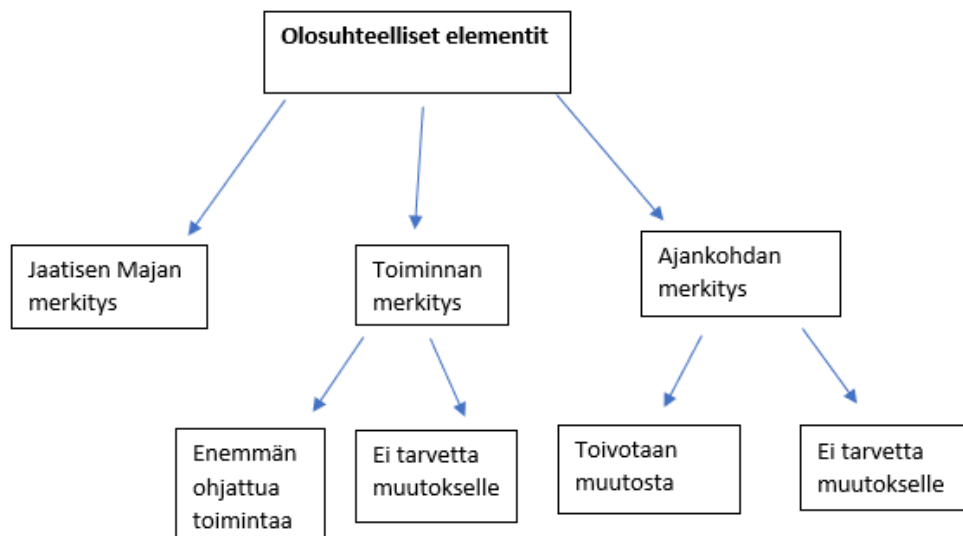 Olosuhteelliset elementit
Jaatisen Majan
merkitys
Toiminnan
merkitys
Ajankohdan
merkitys
Enemmän
ohjattua
toimintaa
Ei tarvetta
muutokselle
Toivotaan
muutosta
Ei tarvetta
muutokselle